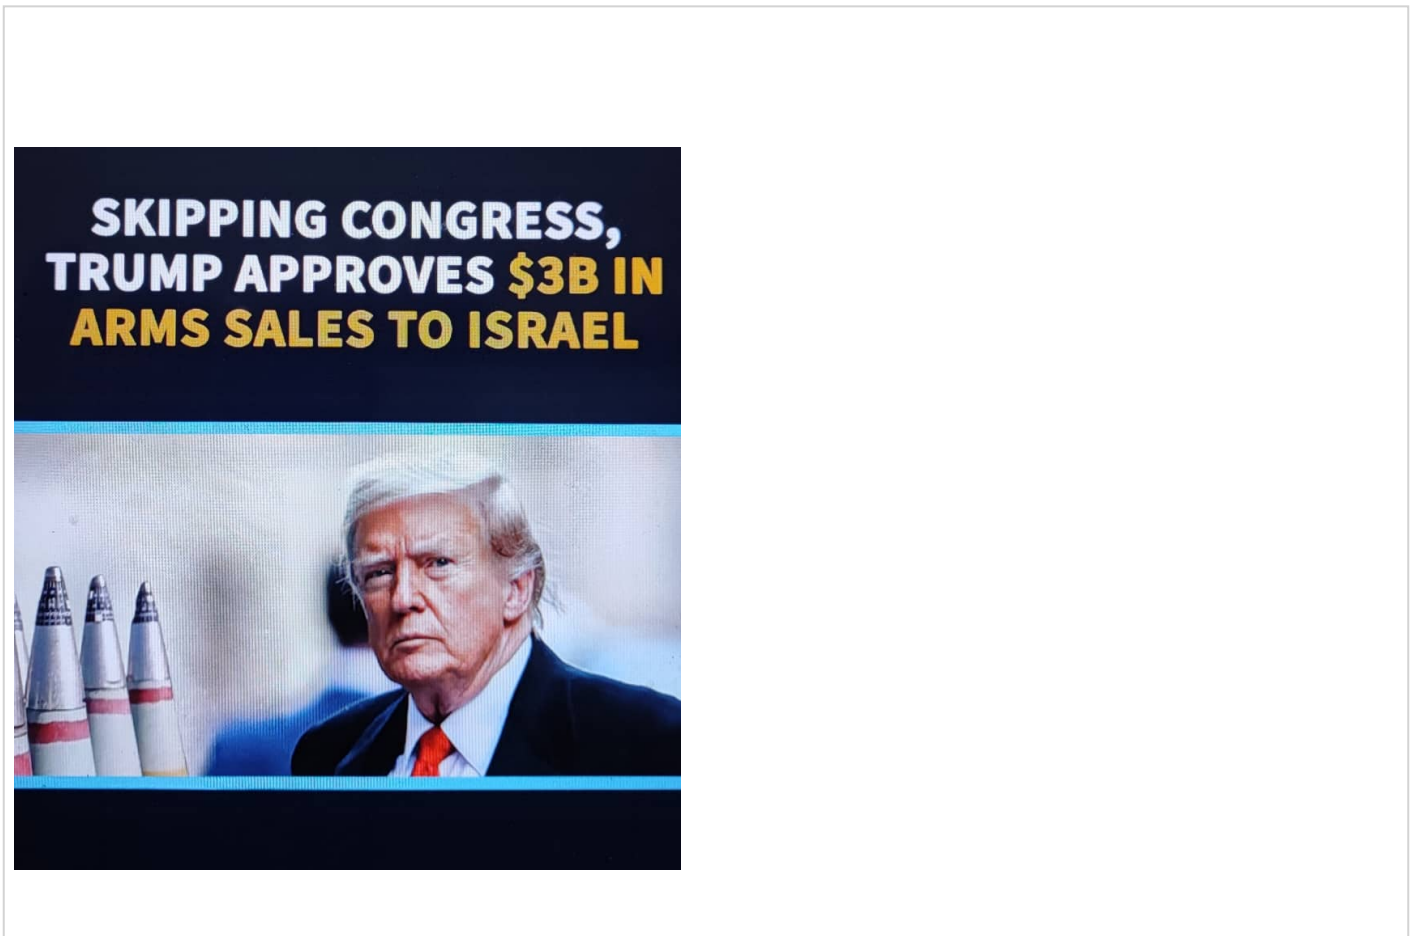 SKIPPING CONGRESS,
TRUMP APPROVES $3B IN
ARMS SALES TO ISRAEL